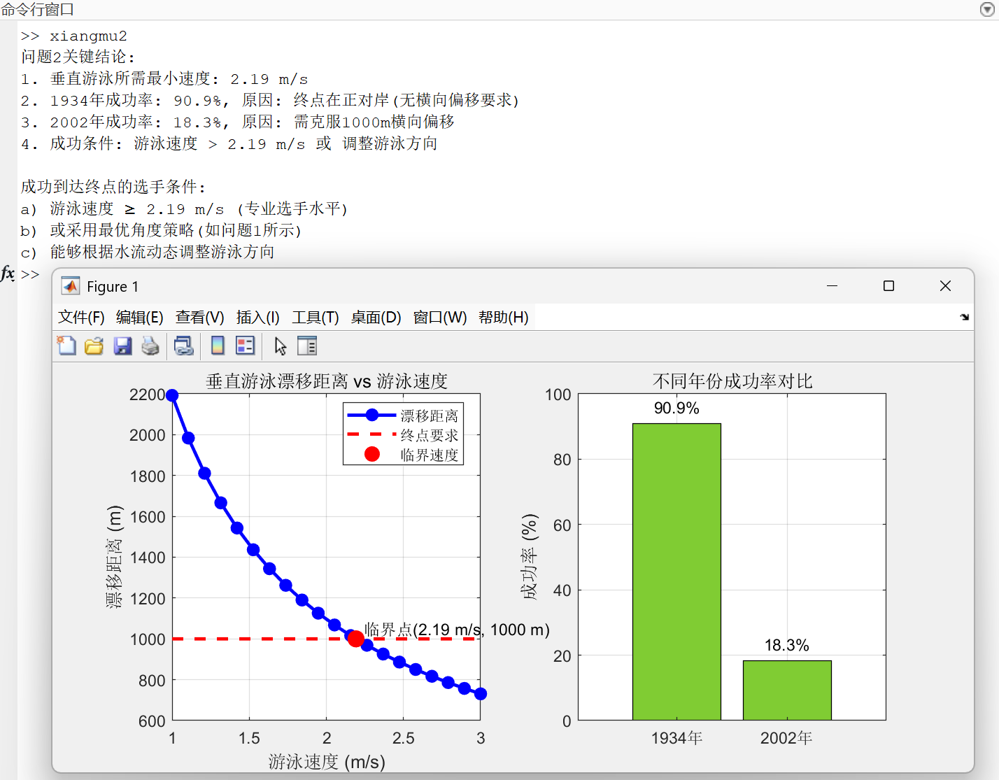 命令行窗口
>> xiangmu2
问题2关键结论:
1. 垂直游泳所需最小速度: 2.19 m/s
2. 1934年成功率: 90.9%, 原因: 终点在正对岸(无横向偏移要求)
3. 2002年成功率: 18.3%, 原因: 需克服1000m横向偏移
4. 成功条件: 游泳速度 > 2.19 m/s 或 调整游泳方向
成功到达终点的选手条件:
a) 游泳速度 ≥ 2.19 m/s (专业选手水平)
b) 或采用最优角度策略(如问题1所示)
c) 能够根据水流动态调整游泳方向
fx >>
Figure 1
文件(F) 编辑(E) 查看(V) 插入(I) 工具(T) 桌面(D) 窗口(W) 帮助(H)
垂直游泳漂移距离 vs 游泳速度
2200
2000
1800
1600
1400
1200
1000
800
600
漂移距离 (m)
漂移距离
终点要求
临界速度
临界点(2.19 m/s, 1000 m)
1 1.5 2 2.5 3
游泳速度 (m/s)
不同年份成功率对比
100
80
60
40
20
0
成功率 (%)
90.9%
18.3%
1934年 2002年